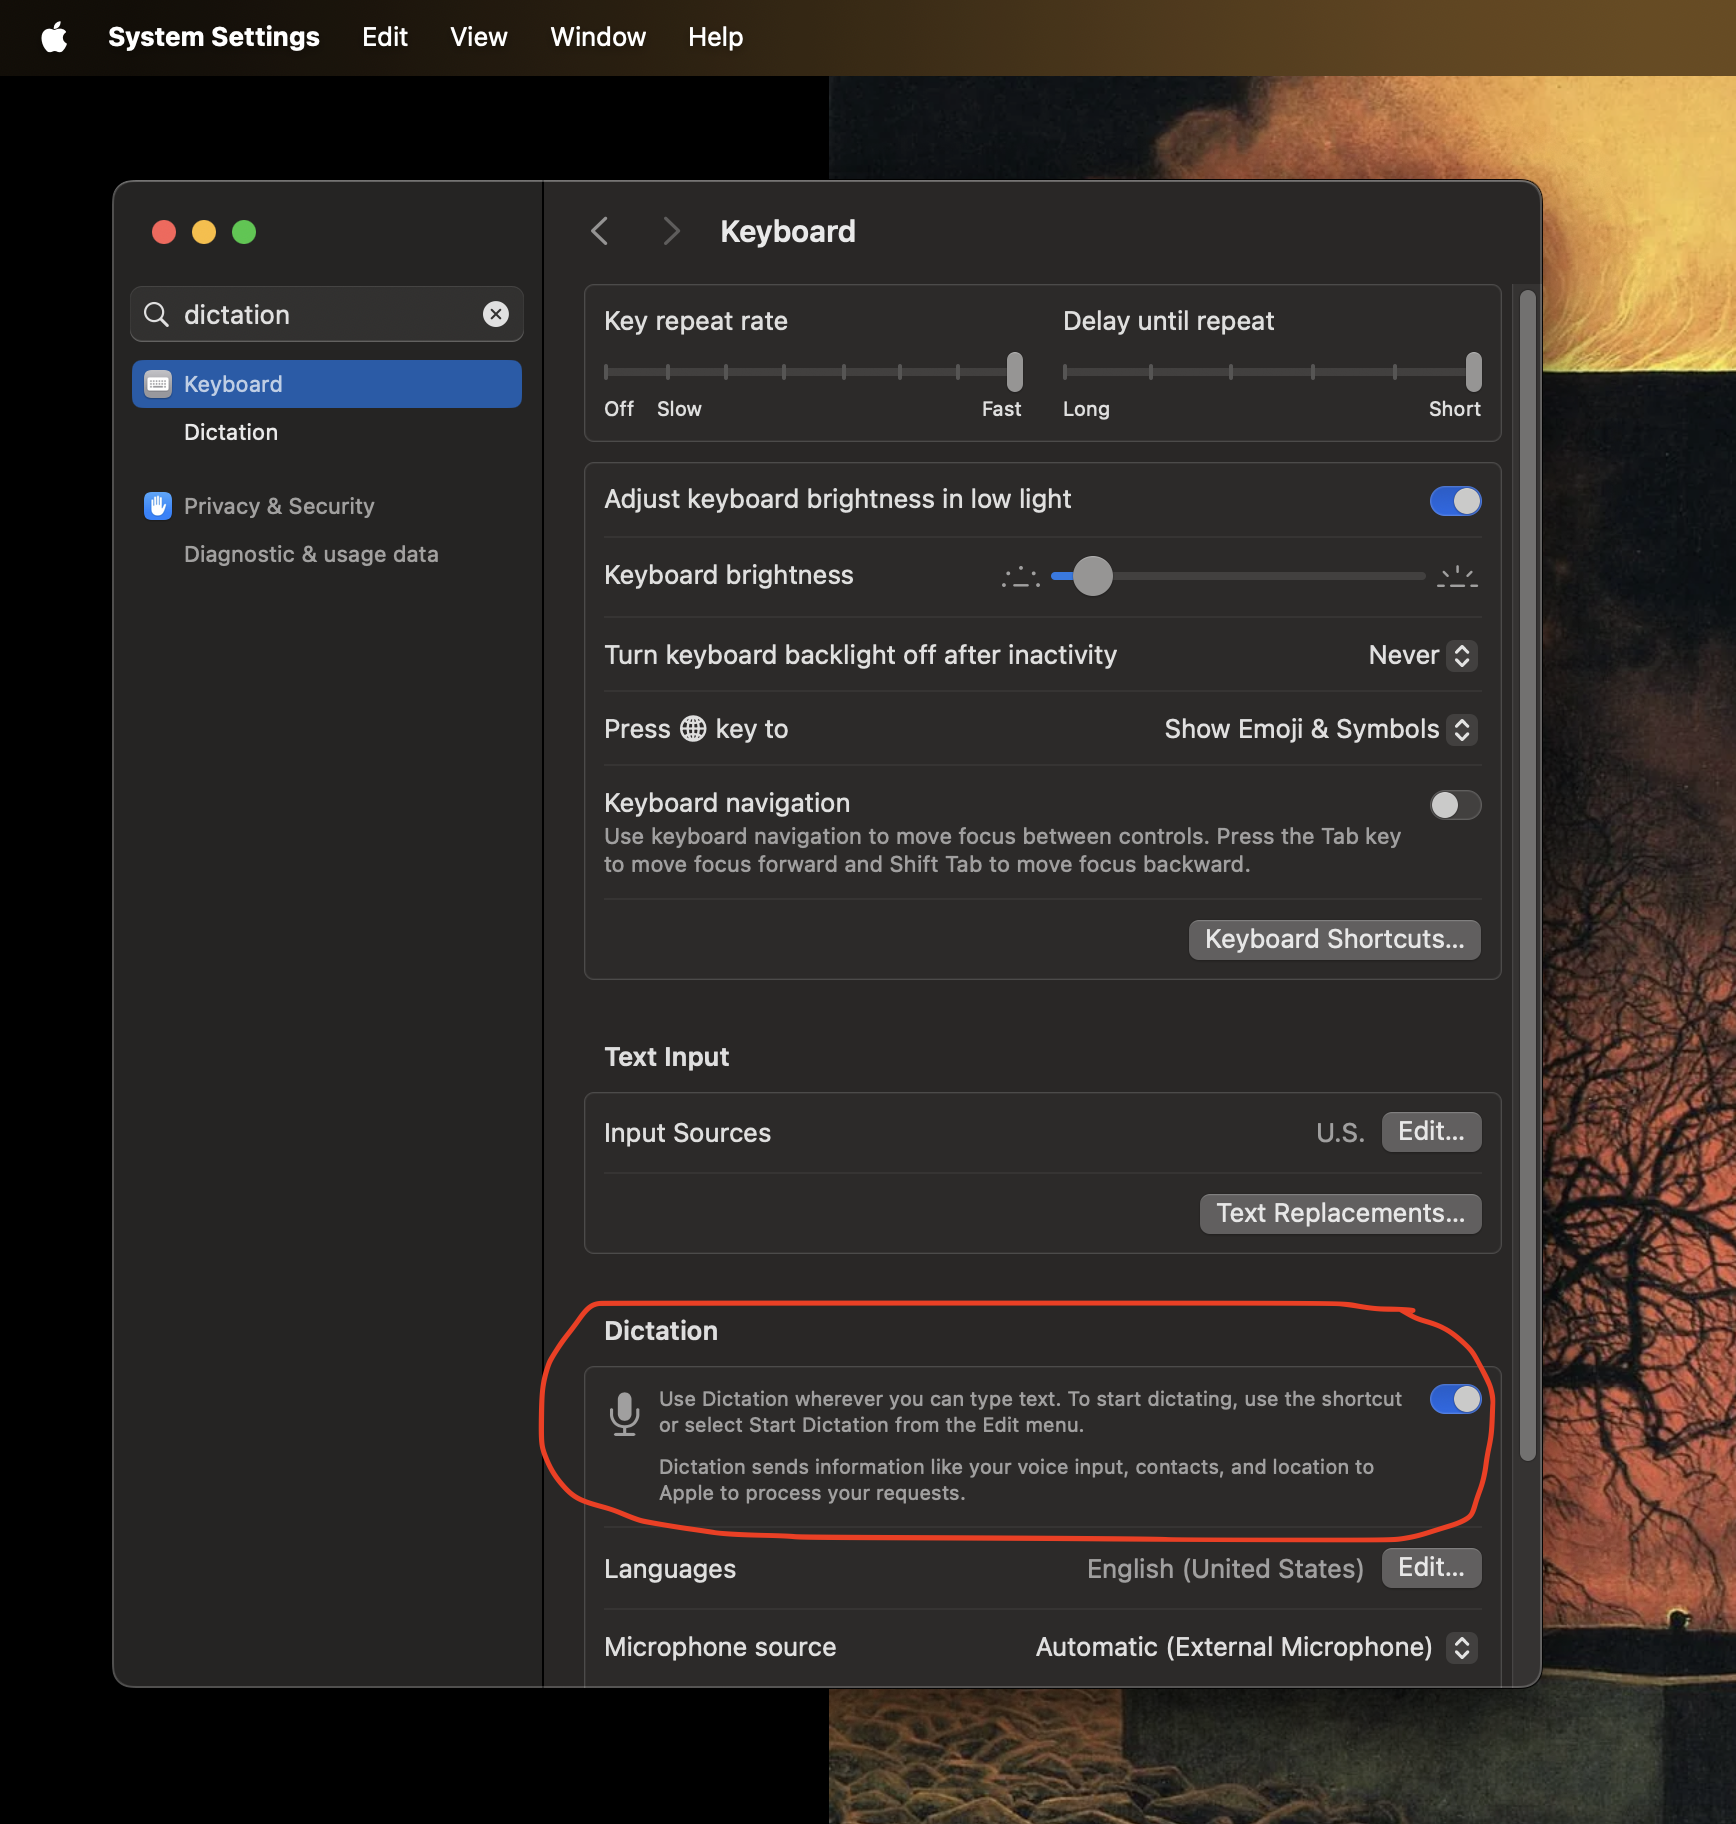 System Settings Edit View Window Help
Keyboard
dictation
Keyboard
Dictation
Privacy & Security
Diagnostic & usage data
Key repeat rate
Delay until repeat
Off Slow Fast
Long Short
Adjust keyboard brightness in low light
Keyboard brightness
Turn keyboard backlight off after inactivity Never
Press key to Show Emoji & Symbols
Keyboard navigation
Use keyboard navigation to move focus between controls. Press the Tab key
to move focus forward and Shift Tab to move focus backward.
Keyboard Shortcuts...
Text Input
Input Sources U.S. Edit...
Text Replacements...
Dictation
Use Dictation wherever you can type text. To start dictating, use the shortcut
or select Start Dictation from the Edit menu.
Dictation sends information like your voice input, contacts, and location to
Apple to process your requests.
Languages English (United States) Edit...
Microphone source Automatic (External Microphone)